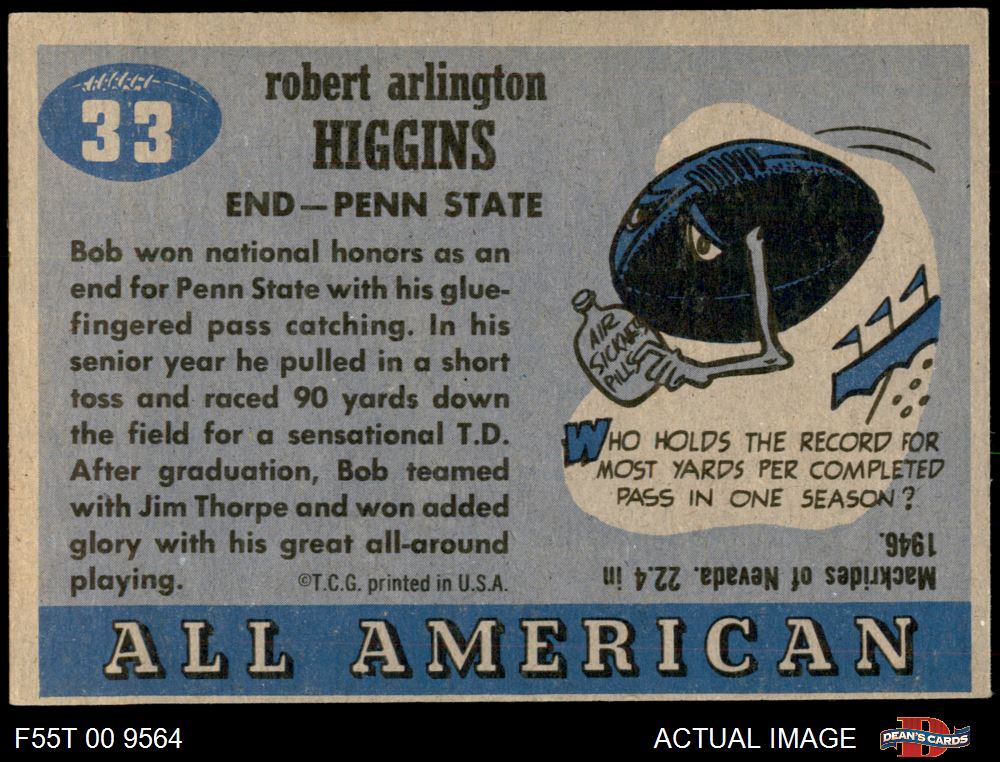 33
robert arlington
HIGGINS
END—PENN STATE
Bob won national honors as an
end for Penn State with his glue-
fingered pass catching. In his
senior year he pulled in a short
toss and raced 90 yards down
the field for a sensational T.D.
After graduation, Bob teamed
with Jim Thorpe and won added
glory with his great all-around
playing.
©T.C.G. printed in U.S.A.
AIR
SICKNESS
PILLS
WHO HOLDS THE RECORD FOR
MOST YARDS PER COMPLETED
PASS IN ONE SEASON?
Mackrides of Nevada. 22.4 in
1946.
ALL AMERICAN
F55T 00 9564
ACTUAL IMAGE
D
DEAN'S CARDS